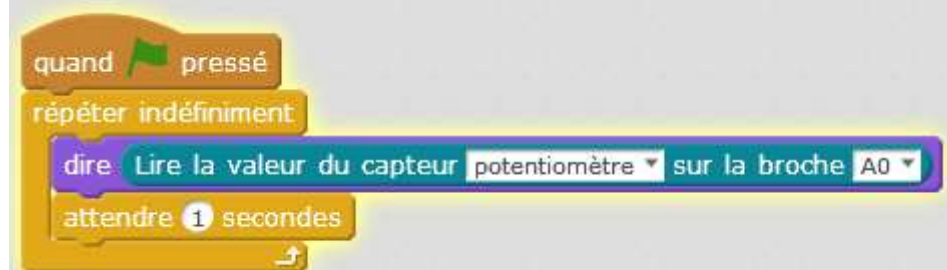 quand pressé
répéter indéfiniment
dire Lire la valeur du capteur potentiomètre sur la broche A0
attendre 1 secondes